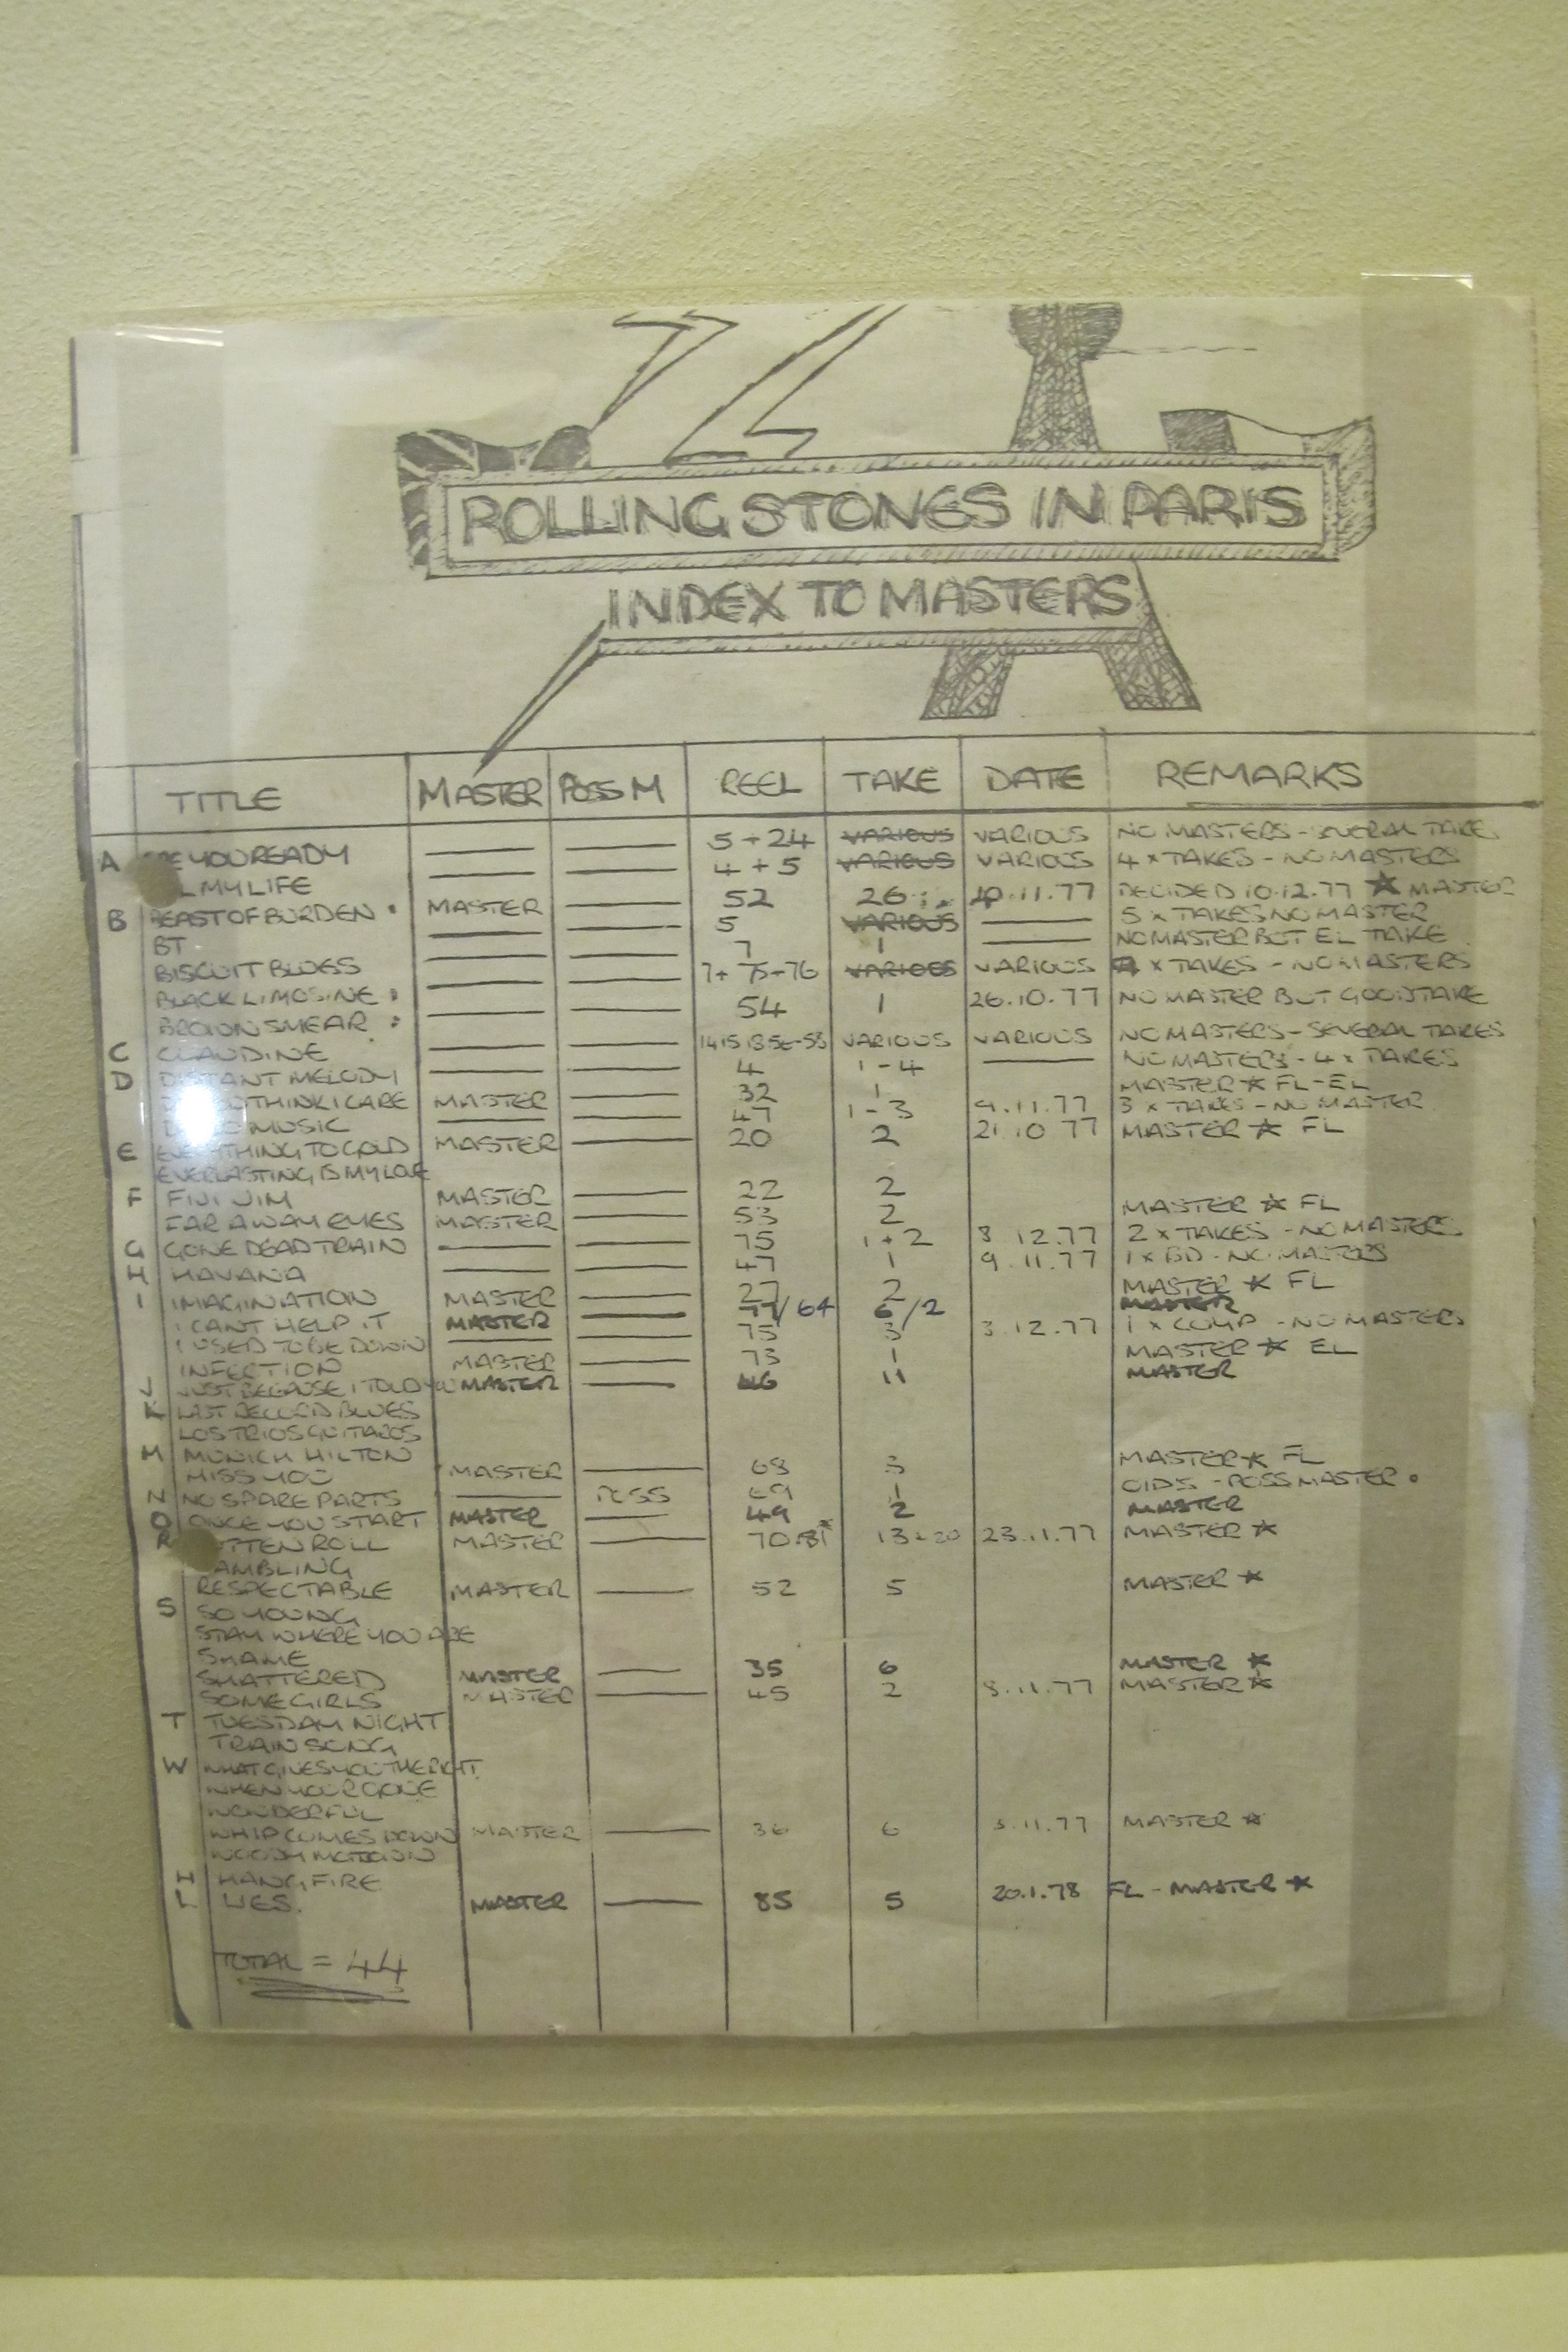 ROLLING STONES IN PARIS
INDEX TO MASTERS
TITLE MASTER POSS M REEL TAKE DATE REMARKS
A YOU READY 5+24 VARIOUS VARIOUS NO MASTERS - SEVERAL TAKES
MY LIFE 4+5 VARIOUS VARIOUS 4 x TAKES - NO MASTERS
B BEAST OF BURDEN MASTER 52 26 .11.77 DECIDED 10.12.77 ★ MASTER
BT 5 VARIOUS 5 x TAKES NO MASTER
BISCUIT BLUES 7 1 NO MASTER BUT EL TAKE
BLACK LIMOSINE 7+75+76 VARIOUS VARIOUS x TAKES - NO MASTERS
BROWN SMEAR 54 1 26.10.77 NO MASTER BUT GOOD TAKE
C CLAUDINE VARIOUS VARIOUS NO MASTERS - SEVERAL TAKES
D DISTANT MELODY 4 1-4 NO MASTERS - 4 x TAKES
THINK I CARE MASTER 32 1 MASTER ★ FL-EL
MUSIC 47 1-3 9.11.77 3 x TAKES - NO MASTER
E THING TO GOLD MASTER 20 2 21.10.77 MASTER ★ FL
EVERLASTING IS MY LOVE
F FIJI JIM MASTER 22 2
FAR AWAY EYES MASTER 53 2 MASTER ★ FL
G GONE DEAD TRAIN 75 1+2 8.12.77 2 x TAKES - NO MASTERS
H HAVANA 47 1 9.11.77 1 x BD - NO MASTERS
I IMAGINATION MASTER 27 2 MASTER ★ FL
I CANT HELP IT MASTER /64 6/2 MASTER
I USED TO BE DOWN 75 3 3.12.77 1 x COMP - NO MASTERS
INFECTION MASTER 73 1 MASTER ★ EL
J JUST BECAUSE I TOLD YOU MASTER 46 11 MASTER
K LAST RECORD BLUES
LOS TRIOS GUITAROS
M MUNICH HILTON
MISS YOU MASTER 68 3 MASTER ★ FL
N NO SPARE PARTS POSS 69 1 OIDS - POSS MASTER
O ONCE YOU START MASTER 49 2 MASTER
R ROLL MASTER 70 13+20 23.11.77 MASTER ★
AMBLING
RESPECTABLE MASTER 52 5 MASTER ★
S SO YOUNG
STAY WHERE YOU ARE
SHAME
SHATTERED MASTER 35 6 MASTER ★
SOME GIRLS MASTER 45 2 .11.77 MASTER ★
T TUESDAY NIGHT
TRAIN SONG
W WHAT GIVES YOU THE RIGHT
WHEN YOUR GONE
WONDERFUL
WHIP COMES DOWN MASTER 36 6 .11.77 MASTER ★
H HANG FIRE
L LIES. MASTER 85 5 20.1.78 FL - MASTER ★
TOTAL = 44